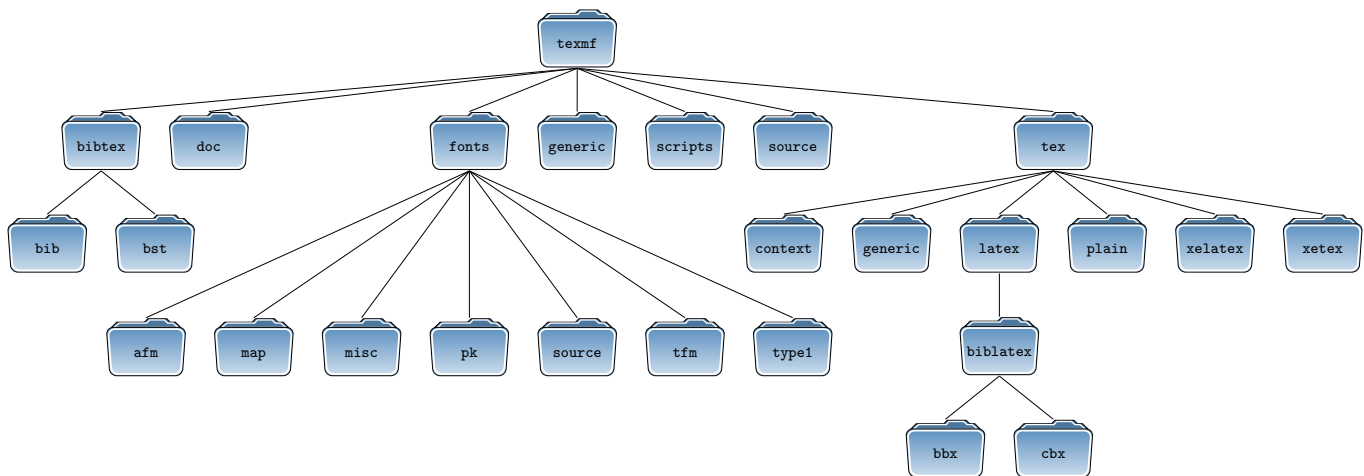 texmf
bibtex doc fonts generic scripts source tex
bib bst context generic latex plain xelatex xetex
afm map misc pk source tfm type1 biblatex
bbx cbx